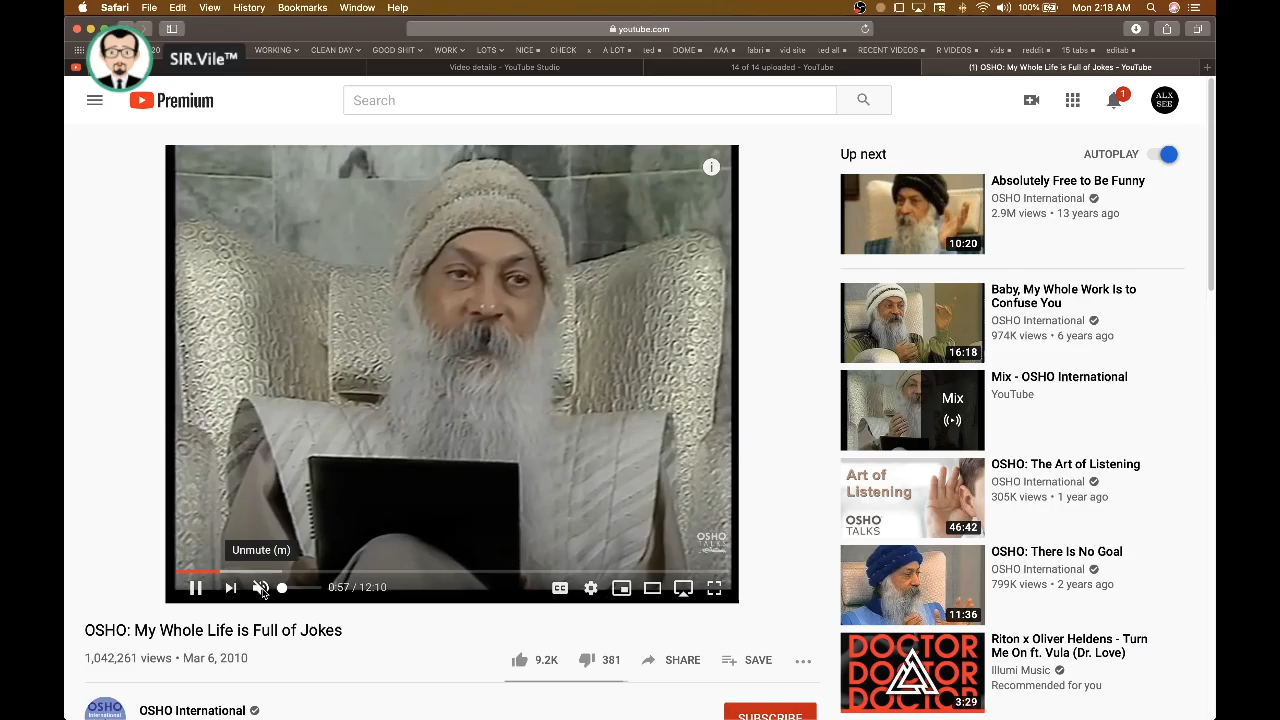 Safari File Edit View History Bookmarks Window Help
100% Mon 2:18 AM
youtube.com
SIR.Vile™
20 WORKING CLEAN DAY GOOD SHIT WORK LOTS NICE CHECK x A LOT ted DOME AAA fabri vid site ted all RECENT VIDEOS R VIDEOS vids reddit 15 tabs editab
Video details - YouTube Studio
14 of 14 uploaded - YouTube
(1) OSHO: My Whole Life is Full of Jokes - YouTube
Premium
Search
1
ALX
SEE
Up next
AUTOPLAY
i
Absolutely Free to Be Funny
OSHO International
2.9M views • 13 years ago
10:20
Baby, My Whole Work Is to
Confuse You
OSHO International
974K views • 6 years ago
16:18
Mix - OSHO International
YouTube
Mix
OSHO: The Art of Listening
OSHO International
305K views • 1 year ago
Art of
Listening
OSHO
TALKS
46:42
OSHO: There Is No Goal
OSHO International
799K views • 2 years ago
11:36
Riton x Oliver Heldens - Turn
Me On ft. Vula (Dr. Love)
Illumi Music
Recommended for you
DOCTOR
DOCTOR
DOCTOR
3:29
OSHO
TALKS
Unmute (m)
0:57 / 12:10
CC
OSHO: My Whole Life is Full of Jokes
1,042,261 views • Mar 6, 2010
9.2K 381 SHARE SAVE
OSHO
International
OSHO International
SUBSCRIBE